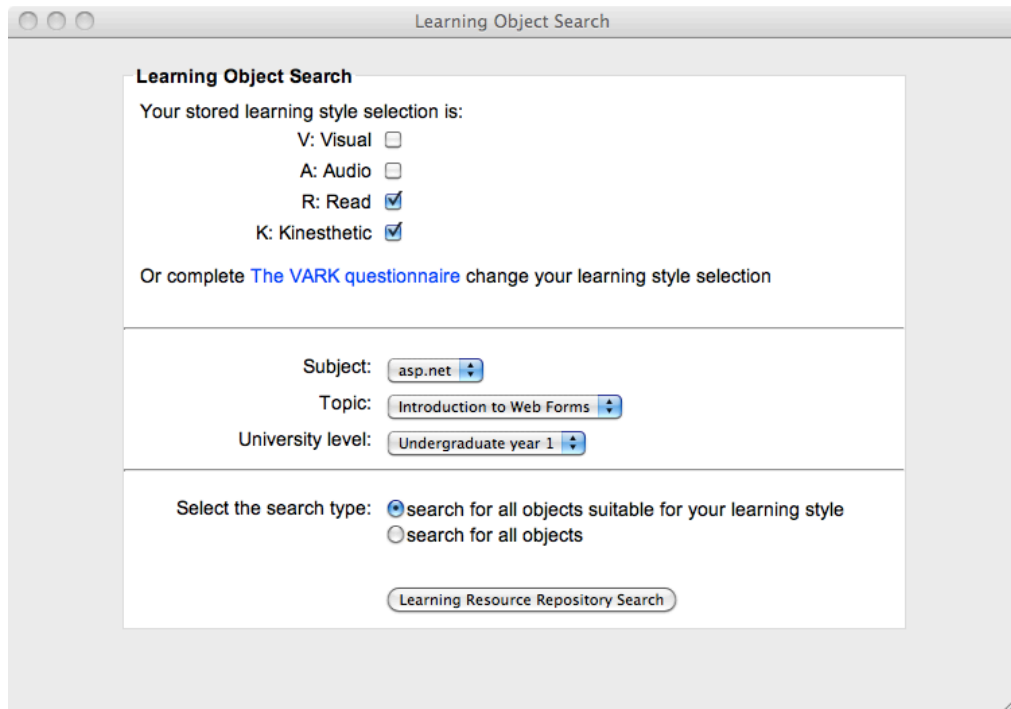 Learning Object Search
Learning Object Search
Your stored learning style selection is:
V: Visual
A: Audio
R: Read
K: Kinesthetic
Or complete The VARK questionnaire change your learning style selection
Subject: asp.net
Topic: Introduction to Web Forms
University level: Undergraduate year 1
Select the search type: search for all objects suitable for your learning style
search for all objects
Learning Resource Repository Search